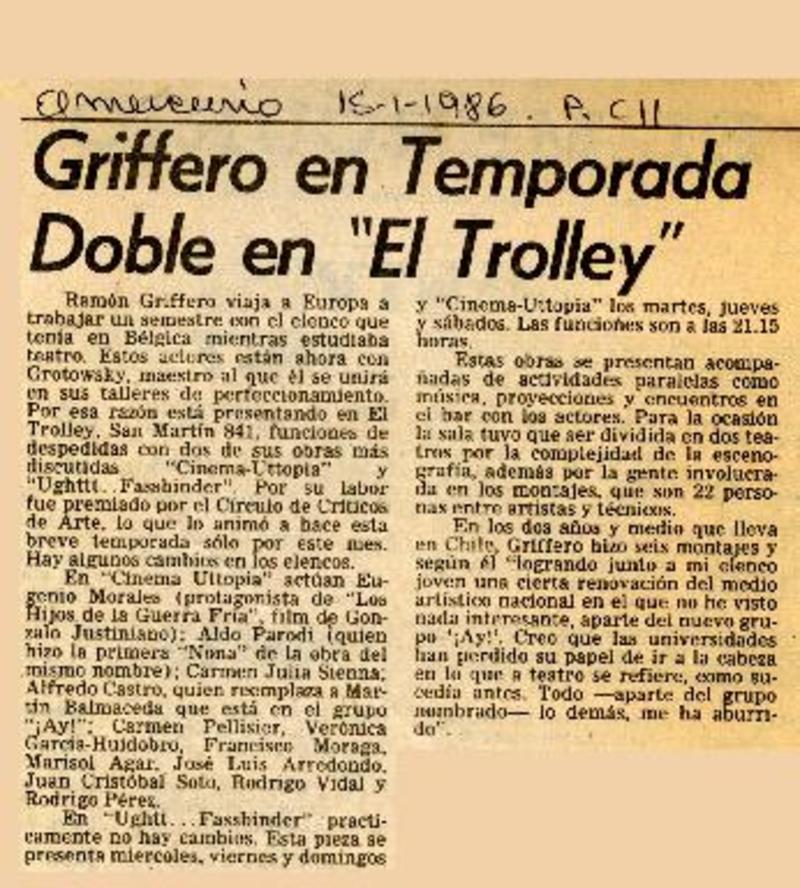 El mercurio 15-1-1986. P. C 11
Griffero en Temporada
Doble en "El Trolley"
Ramón Griffero viaja a Europa a
trabajar un semestre con el elenco que
tenía en Bélgica mientras estudiaba
teatro. Estos actores están ahora con
Grotowsky, maestro al que él se unirá
en sus talleres de perfeccionamiento.
Por esa razón está presentando en El
Trolley, San Martín 841, funciones de
despedidas con dos de sus obras más
discutidas "Cinema-Uttopia" y
"Ughttt...Fassbinder". Por su labor
fue premiado por el Círculo de Críticos
de Arte, lo que lo animó a hace esta
breve temporada sólo por este mes.
Hay algunos cambios en los elencos.
En "Cinema Uttopia" actúan Eu-
genio Morales (protagonista de "Los
Hijos de la Guerra Fría", film de Gon-
zalo Justiniano); Aldo Parodi (quien
hizo la primera "Nona" de la obra del
mismo nombre); Carmen Julia Sienna;
Alfredo Castro, quien reemplaza a Mar-
tín Balmaceda que está en el grupo
"¡Ay!"; Carmen Pellisier, Verónica
García-Huidobro, Francisco Moraga,
Marisol Agar, José Luis Arredondo,
Juan Cristóbal Soto, Rodrigo Vidal y
Rodrigo Pérez.
En "Ughtt...Fassbinder" practi-
camente no hay cambios. Esta pieza se
presenta miercoles, viernes y domingos
y "Cinema-Uttopia" los martes, jueves
y sábados. Las funciones son a las 21.15
horas.
Estas obras se presentan acompa-
ñadas de actividades paralelas como
música, proyecciones y encuentros en
el bar con los actores. Para la ocasión
la sala tuvo que ser dividida en dos tea-
tros por la complejidad de la esceno-
grafía, además por la gente involucra-
da en los montajes, que son 22 perso-
nas entre artistas y técnicos.
En los dos años y medio que lleva
en Chile, Griffero hizo seis montajes y
según él "logrando junto a mi elenco
joven una cierta renovación del medio
artístico nacional en el que no he visto
nada interesante, aparte del nuevo gru-
po '¡Ay!'. Creo que las universidades
han perdido su papel de ir a la cabeza
en lo que a teatro se refiere, como su-
cedía antes. Todo —aparte del grupo
nombrado— lo demás, me ha aburri-
do".